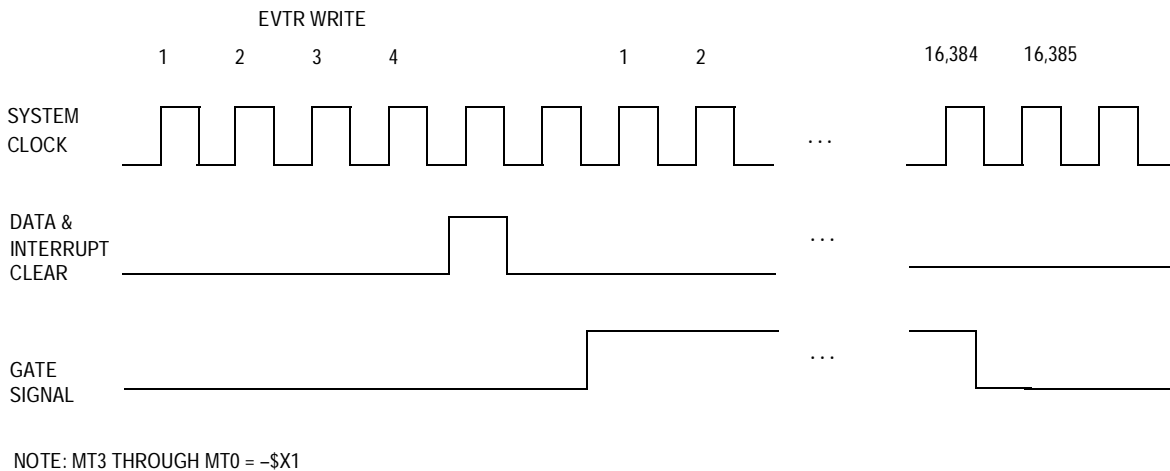 EVTR WRITE
1 2 3 4 1 2 16,384 16,385
SYSTEM
CLOCK
...
DATA &
INTERRUPT
CLEAR
...
GATE
SIGNAL
...
NOTE: MT3 THROUGH MT0 = –$X1